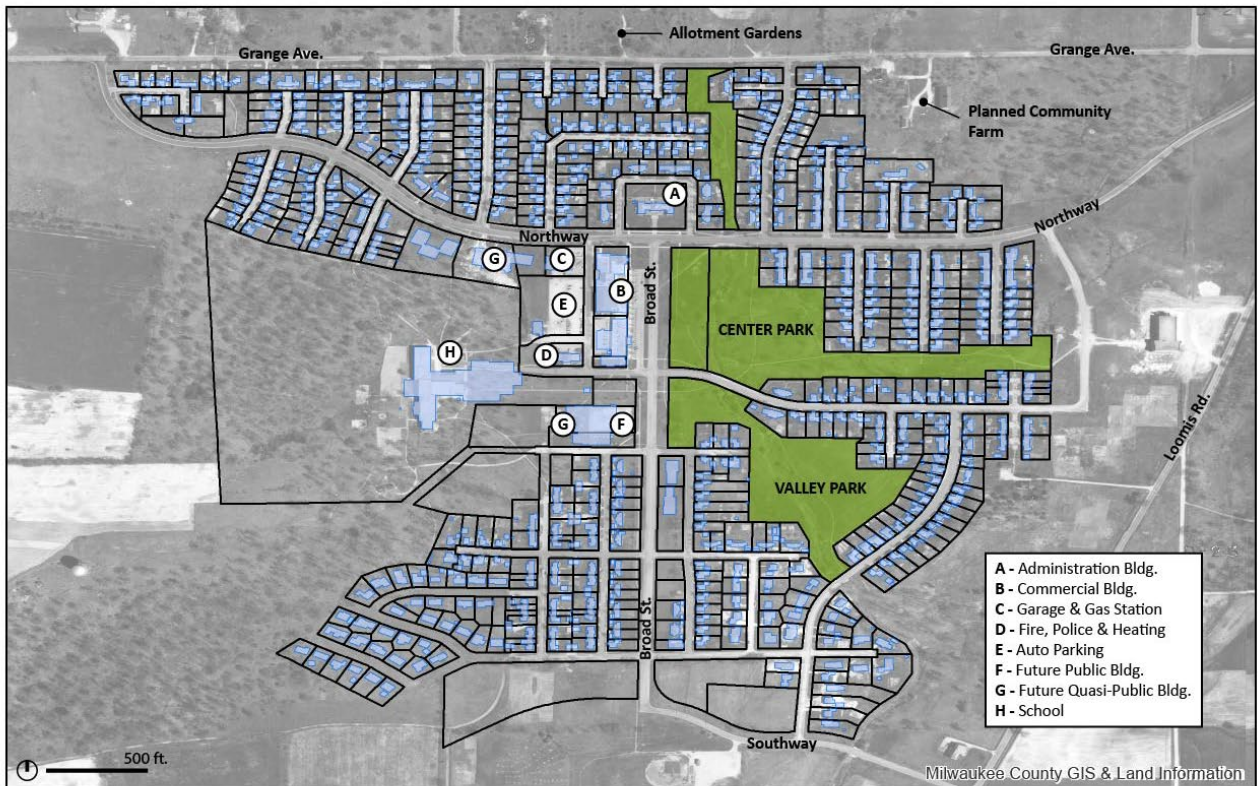 Allotment Gardens
Grange Ave.
Grange Ave.
Planned Community
Farm
A
Northway
Northway
G
C
B
Broad St.
E
CENTER PARK
D
H
G
F
Loomis Rd.
VALLEY PARK
Broad St.
A - Administration Bldg.
B - Commercial Bldg.
C - Garage & Gas Station
D - Fire, Police & Heating
E - Auto Parking
F - Future Public Bldg.
G - Future Quasi-Public Bldg.
H - School
Southway
500 ft.
Milwaukee County GIS & Land Information